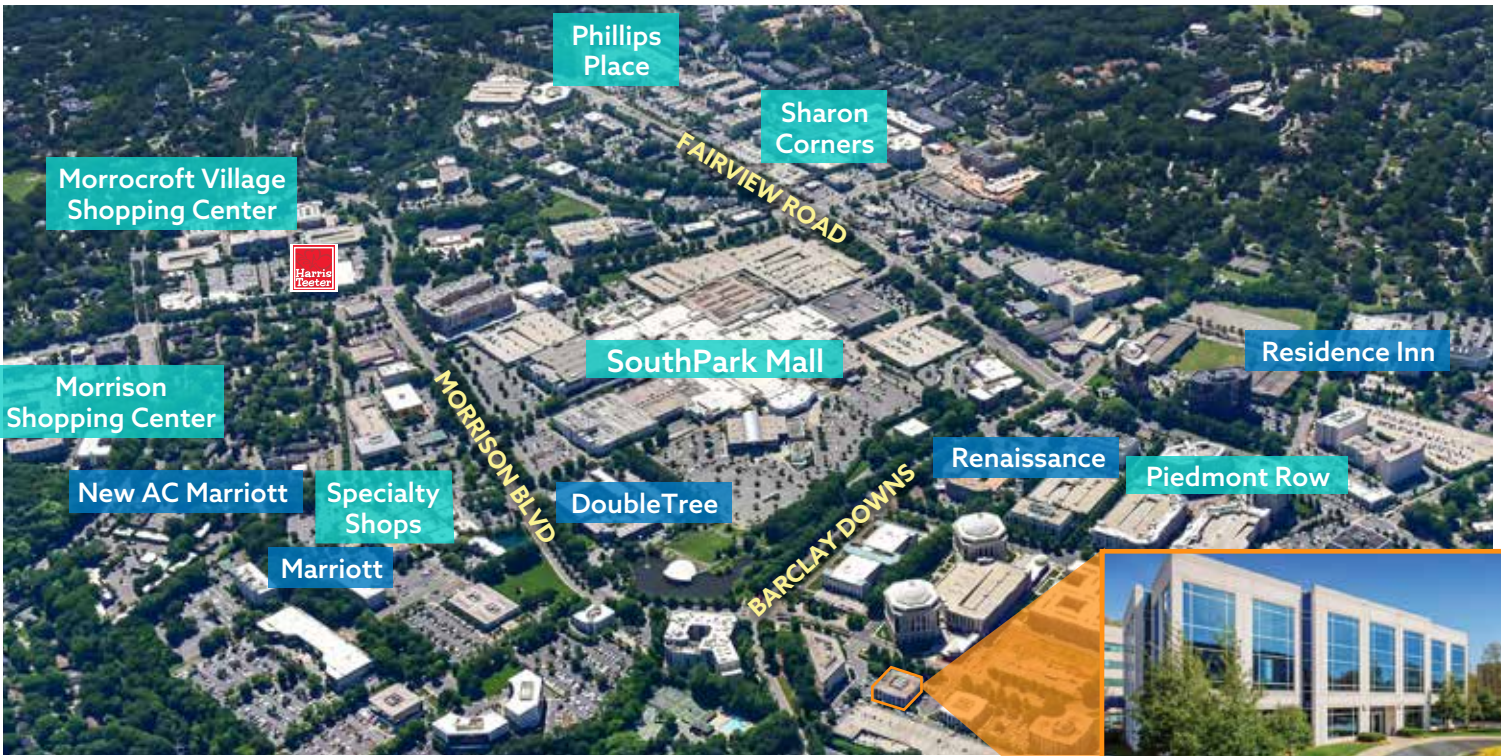 Phillips
Place
Sharon
Corners
FAIRVIEW ROAD
Morrocroft Village
Shopping Center
Harris
Teeter
SouthPark Mall
Residence Inn
Morrison
Shopping Center
MORRISON BLVD
Renaissance
Piedmont Row
New AC Marriott
Specialty
Shops
DoubleTree
BARCLAY DOWNS
Marriott